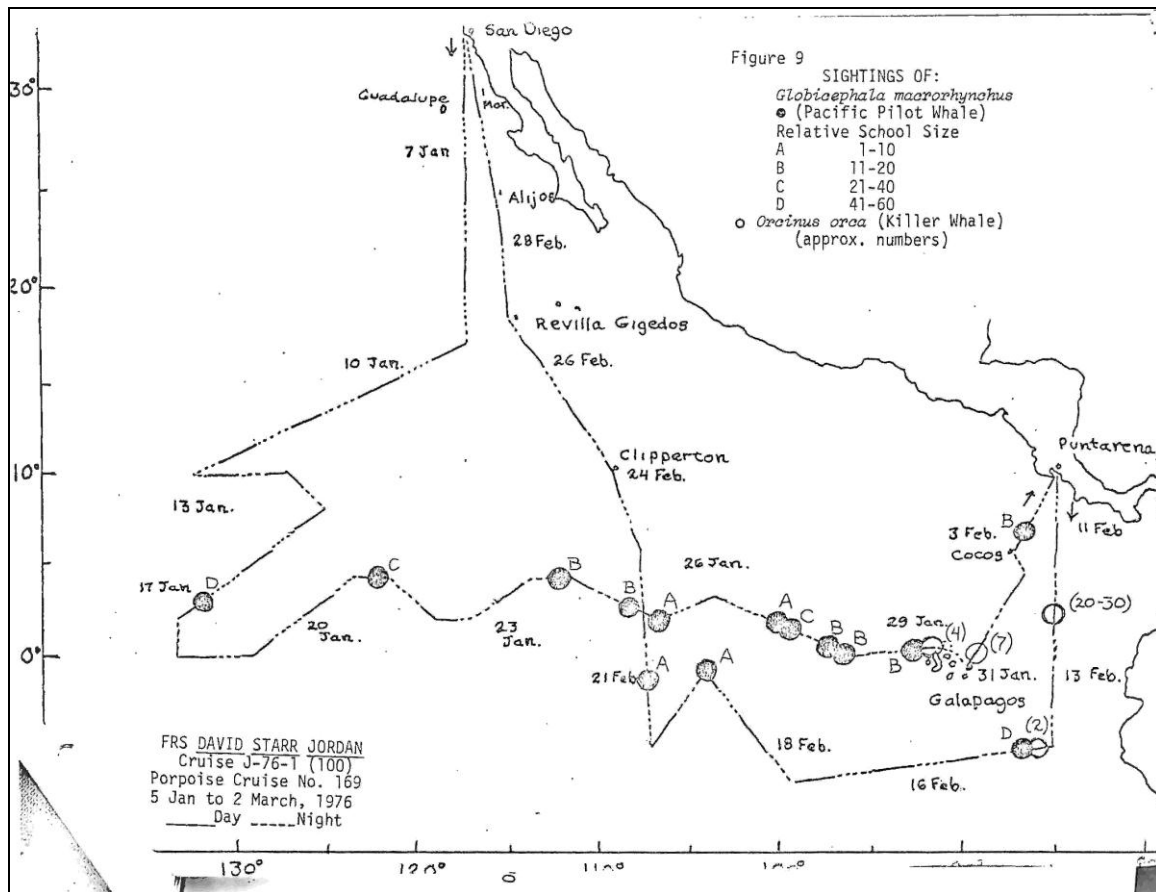 San Diego
Figure 9
SIGHTINGS OF:
Globicephala macrorhynchus
(Pacific Pilot Whale)
Relative School Size
A 1-10
B 11-20
C 21-40
D 41-60
Orcinus orca (Killer Whale)
(approx. numbers)
30°
Guadalupe
Mor.
7 Jan
Alijos
28 Feb.
20°
Revilla Gigedos
10 Jan.
26 Feb.
Clipperton
24 Feb.
Puntarena
10°
13 Jan.
11 Feb
3 Feb.
B
Cocos
17 Jan
D
C
B
B
A
26 Jan.
A
C
B
B
29 Jan.
(4)
(7)
(20-30)
20 Jan.
23 Jan.
0°
21 Feb
A
A
B
31 Jan.
13 Feb.
Galapagos
D
(2)
18 Feb.
16 Feb.
FRS DAVID STARR JORDAN
Cruise J-76-1 (100)
Porpoise Cruise No. 169
5 Jan to 2 March, 1976
Day Night
130° 120° 110°